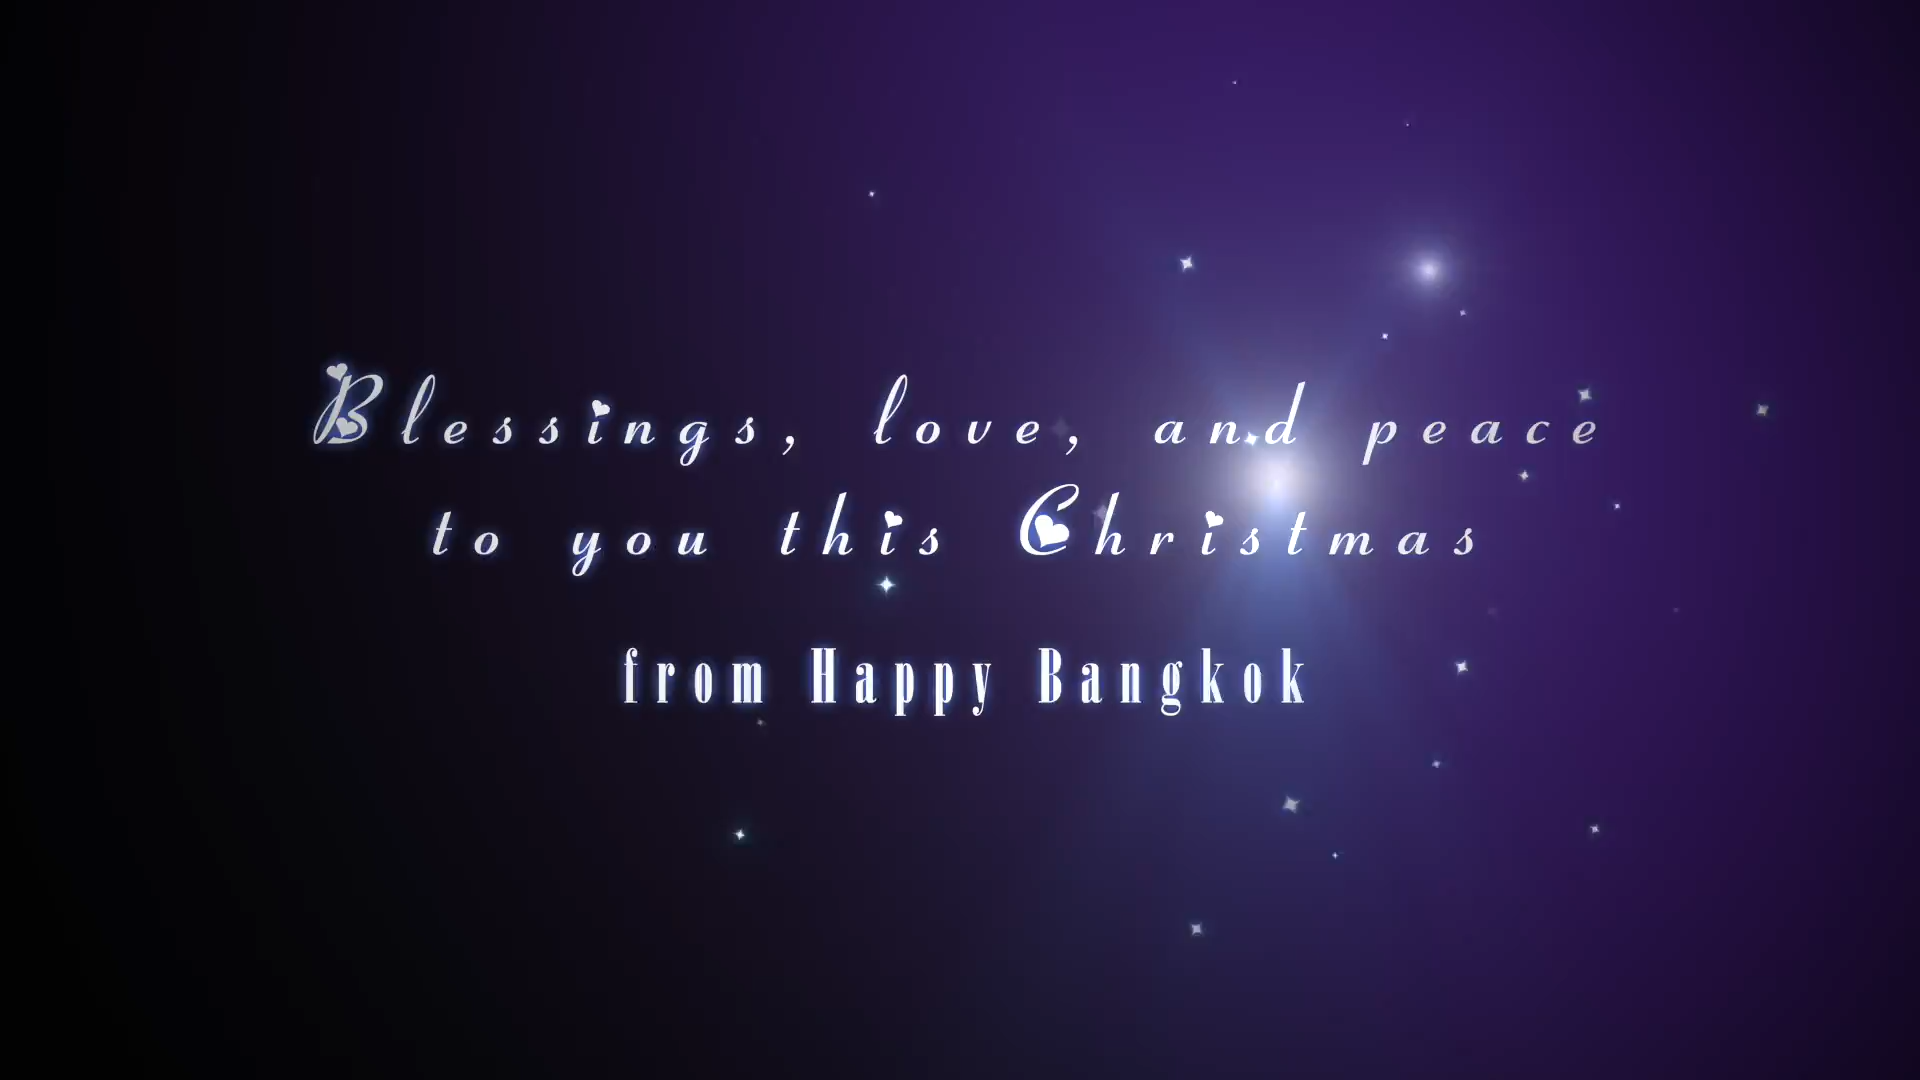 Blessings, love, and peace
to you this Christmas
from Happy Bangkok